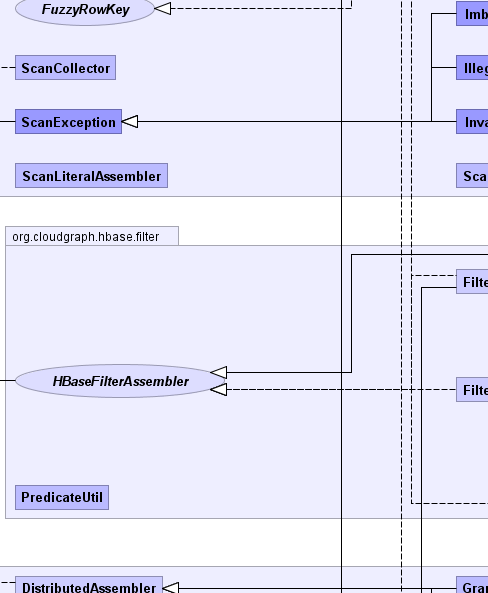 FuzzyRowKey
Imb
ScanCollector
Illeg
ScanException
Inva
ScanLiteralAssembler
Sca
org.cloudgraph.hbase.filter
Filte
HBaseFilterAssembler
Filte
PredicateUtil
DistributedAssembler
Grap